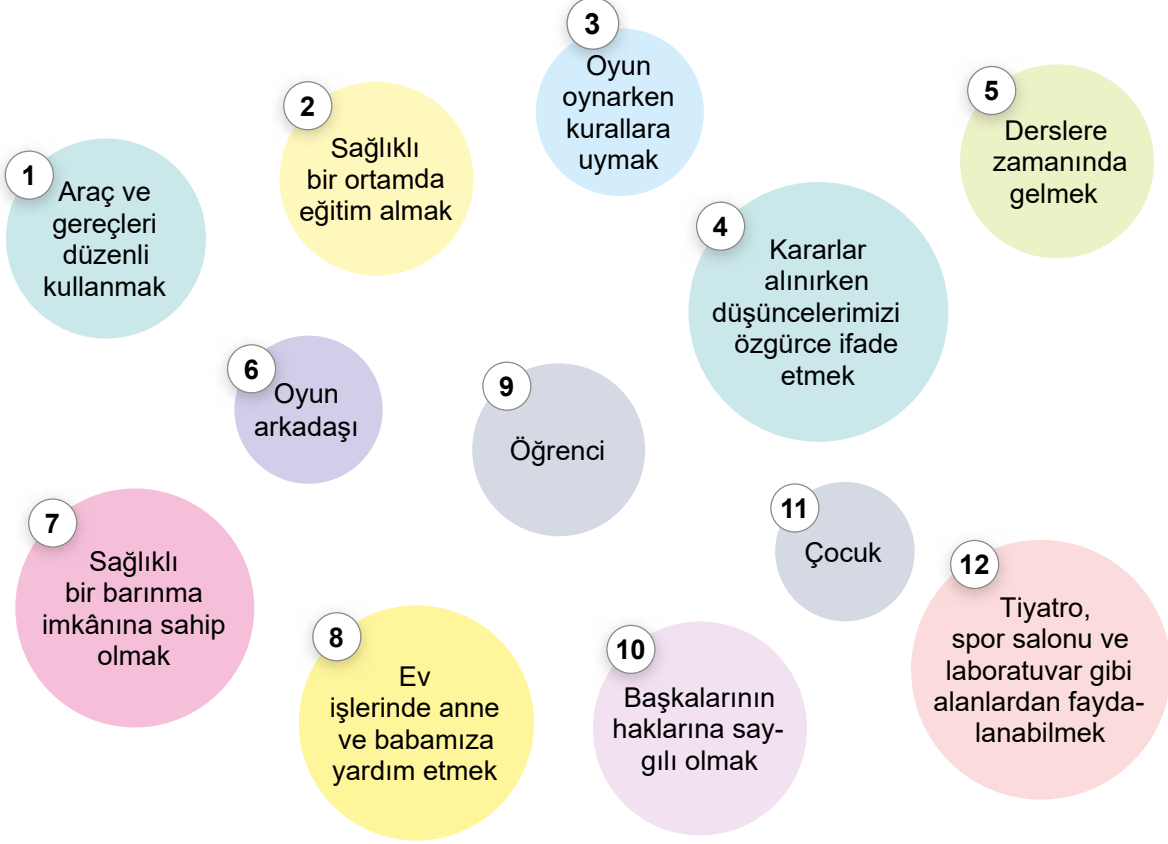 1
Araç ve
gereçleri
düzenli
kullanmak
2
Sağlıklı
bir ortamda
eğitim almak
3
Oyun
oynarken
kurallara
uymak
4
Kararlar
alınırken
düşüncelerimizi
özgürce ifade
etmek
5
Derslere
zamanında
gelmek
6
Oyun
arkadaşı
7
Sağlıklı
bir barınma
imkânına sahip
olmak
8
Ev
işlerinde anne
ve babamıza
yardım etmek
9
Öğrenci
10
Başkalarının
haklarına say-
gılı olmak
11
Çocuk
12
Tiyatro,
spor salonu ve
laboratuvar gibi
alanlardan fayda-
lanabilmek